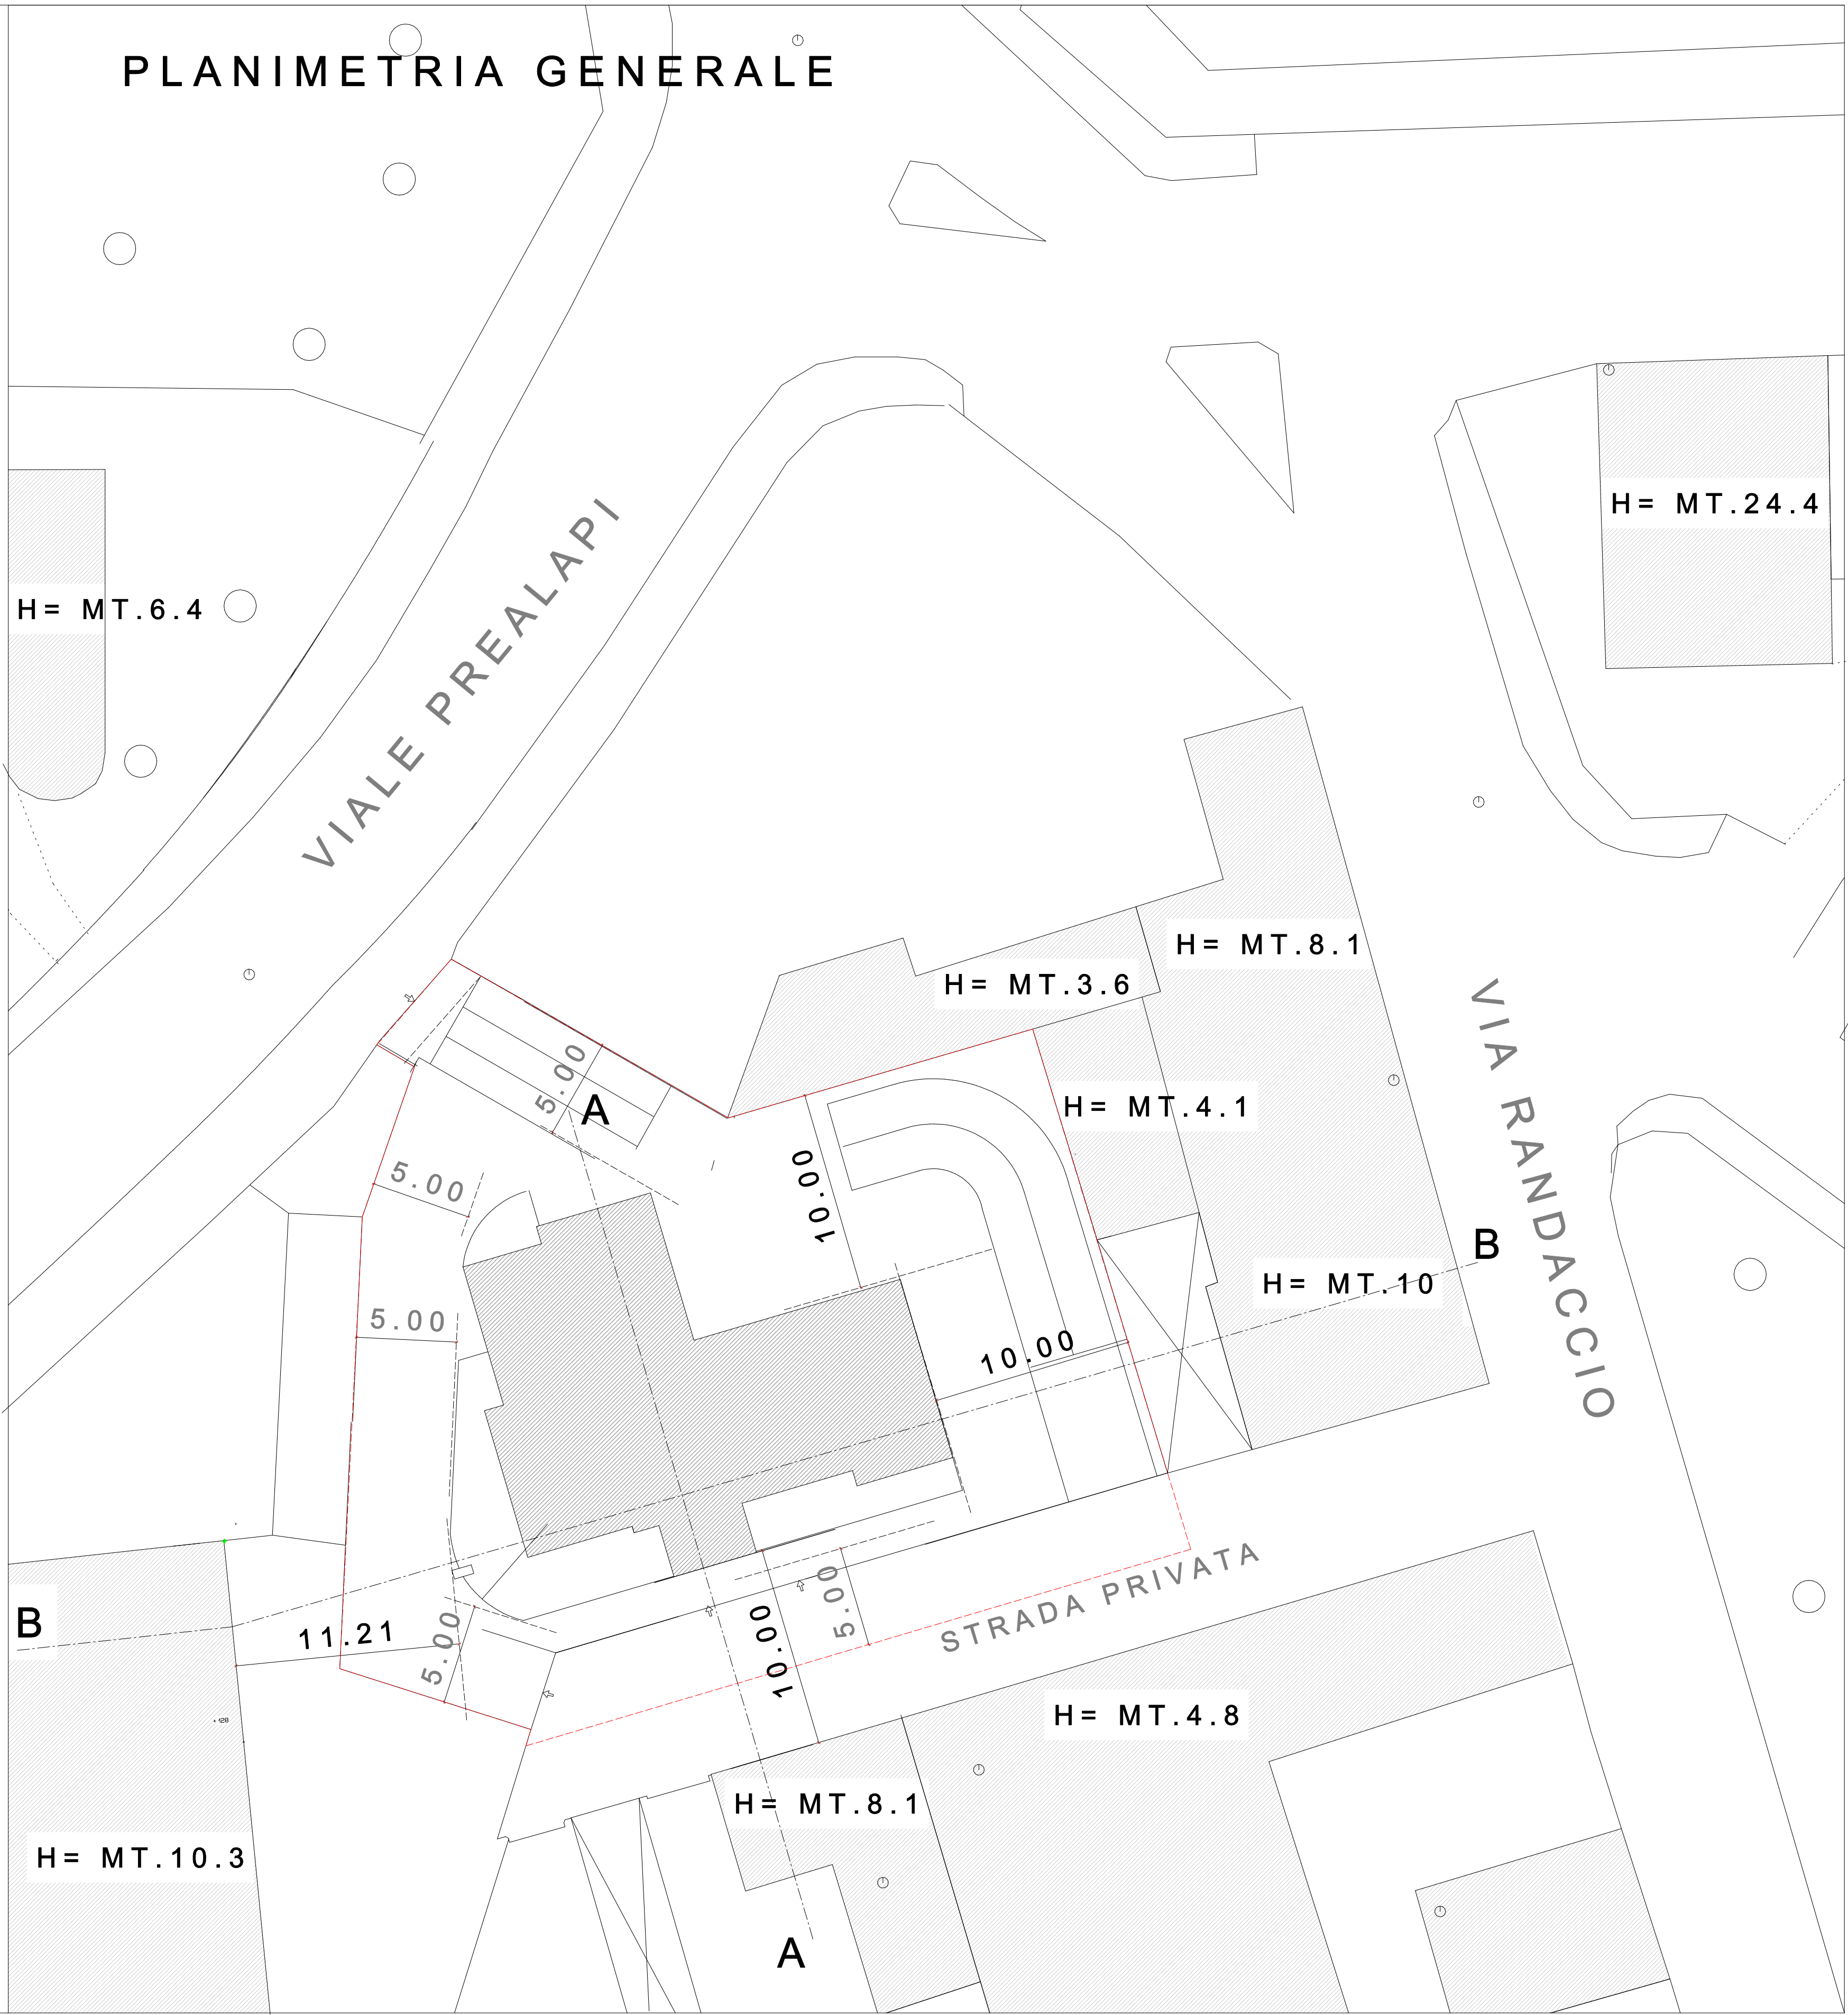 PLANIMETRIA GENERALE
H= MT.24.4
H= MT.6.4
VIALE PREALAPI
H= MT.8.1
H= MT.3.6
VIA RANDACCIO
5.00
A
H= MT.4.1
5.00
10.00
B
H= MT.10
5.00
10.00
STRADA PRIVATA
5.00
B
11.21
5.00
10.00
H= MT.4.8
H= MT.8.1
H= MT.10.3
A